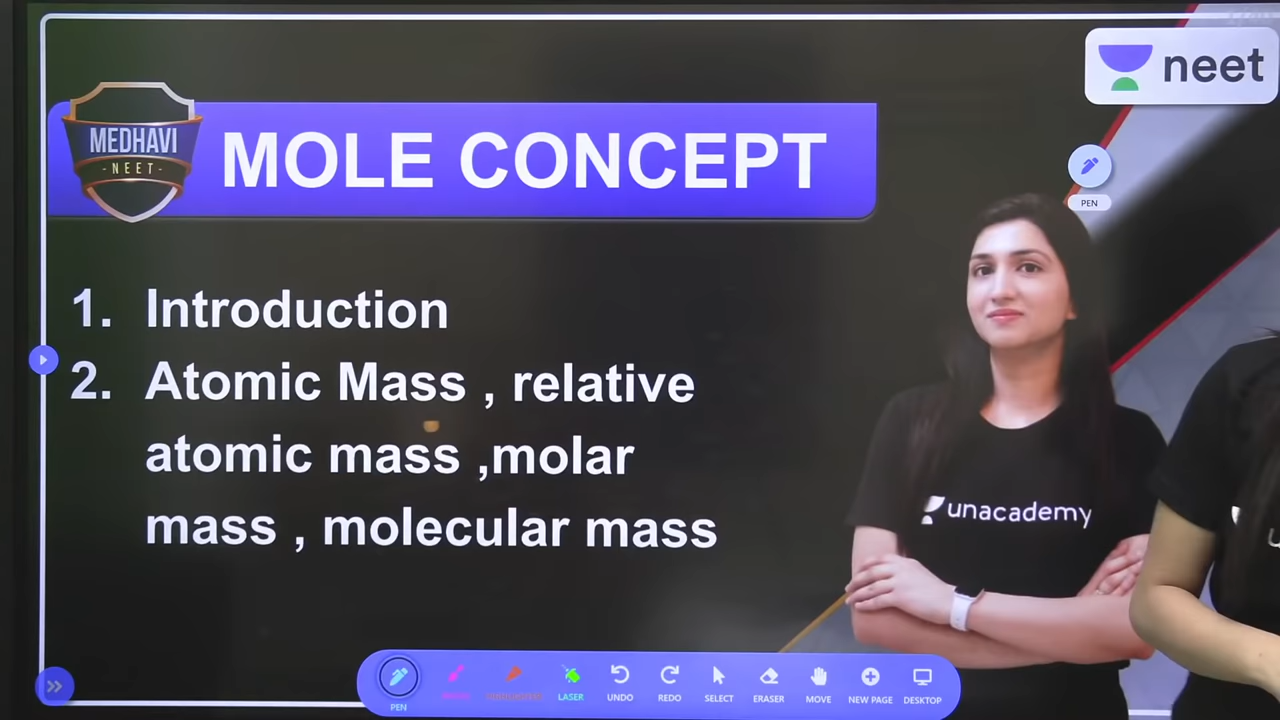 neet
MEDHAVI
- NEET -
MOLE CONCEPT
PEN
1. Introduction
2. Atomic Mass , relative
atomic mass ,molar
mass , molecular mass
unacademy
PEN
LASER
UNDO
REDO
SELECT
ERASER
MOVE
NEW PAGE
DESKTOP